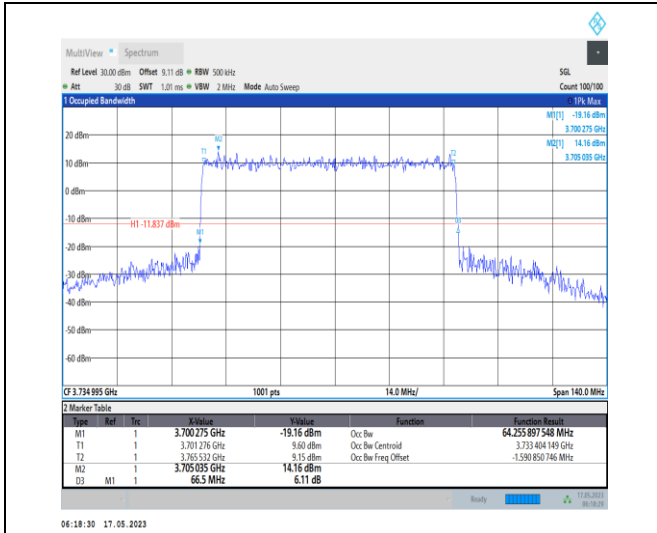 MultiView Spectrum
Ref Level 30.00 dBm Offset 9.11 dB RBW 500 kHz SGL
Att 30 dB SWT 1.01 ms VBW 2 MHz Mode Auto Sweep Count 100/100
1 Occupied Bandwidth 1Pk Max
M1[1] -19.16 dBm
3.700 275 GHz
M2[1] 14.16 dBm
3.705 035 GHz
20 dBm
M2
T1 T2
10 dBm
0 dBm
-10 dBm
H1 -11.837 dBm
M1
-20 dBm
-30 dBm
-40 dBm
-50 dBm
-60 dBm
CF 3.734 995 GHz 1001 pts 14.0 MHz/ Span 140.0 MHz
2 Marker Table
Type Ref Trc X-Value Y-Value Function Function Result
M1 1 3.700 275 GHz -19.16 dBm Occ Bw 64.255 897 548 MHz
T1 1 3.701 276 GHz 9.60 dBm Occ Bw Centroid 3.733 404 149 GHz
T2 1 3.765 532 GHz 9.15 dBm Occ Bw Freq Offset -1.590 850 746 MHz
M2 1 3.705 035 GHz 14.16 dBm
D3 M1 1 66.5 MHz 6.11 dB
Ready 17.05.2023
06:18:29
06:18:30 17.05.2023